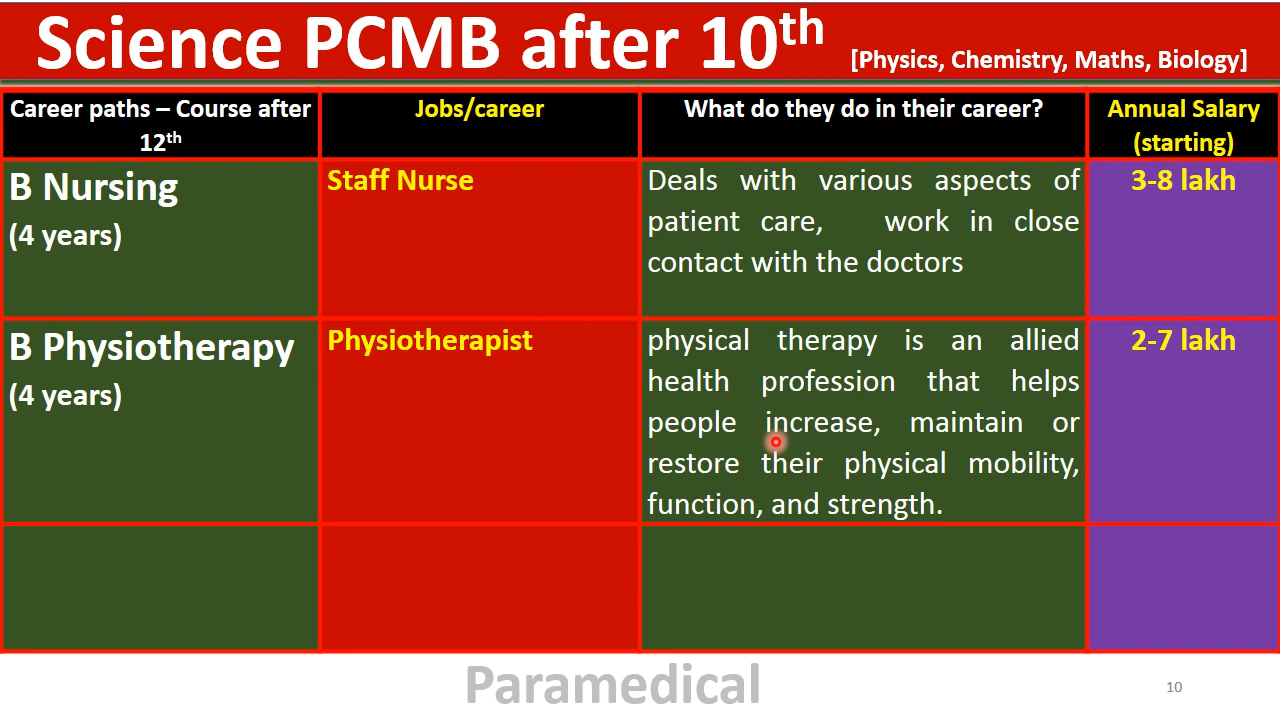 Science PCMB after 10th [Physics, Chemistry, Maths, Biology]
Career paths – Course after 12th
Jobs/career
What do they do in their career?
Annual Salary
(starting)
B Nursing
(4 years)
Staff Nurse
Deals with various aspects of
patient care, work in close
contact with the doctors
3-8 lakh
B Physiotherapy
(4 years)
Physiotherapist
physical therapy is an allied
health profession that helps
people increase, maintain or
restore their physical mobility,
function, and strength.
2-7 lakh
Paramedical
10